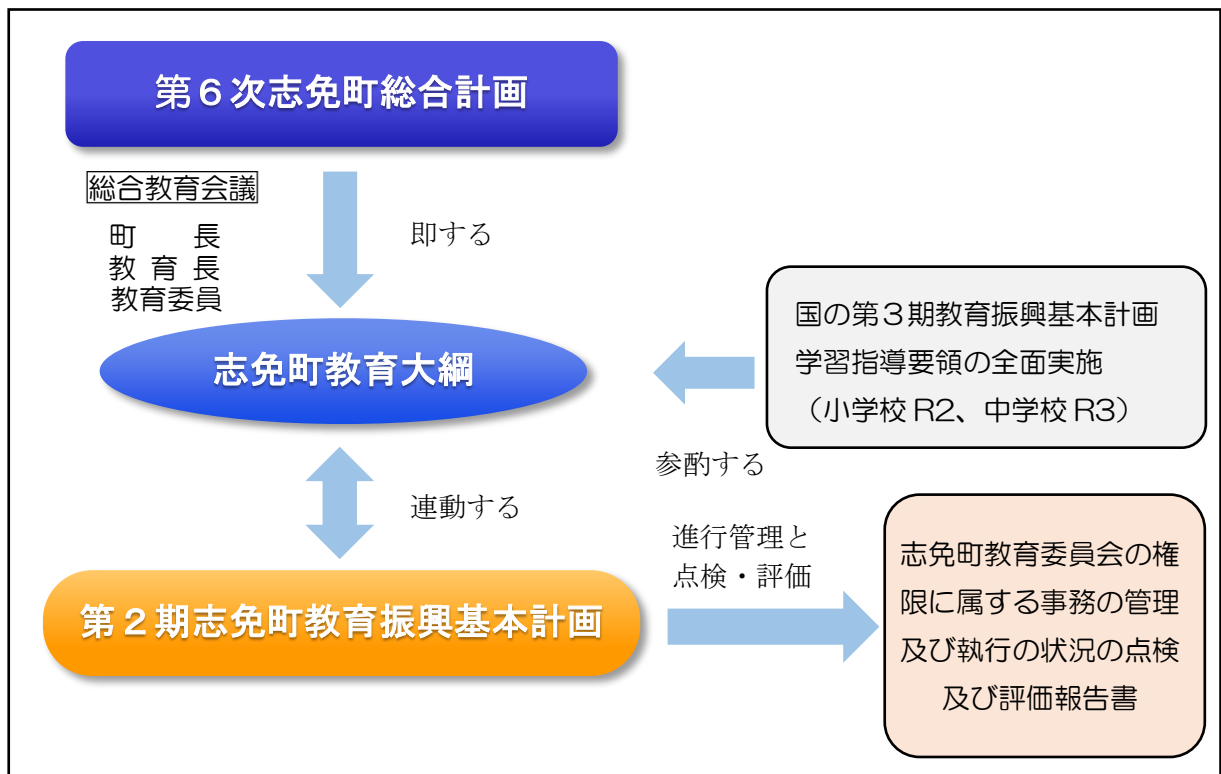 第6次志免町総合計画
総合教育会議
町　　長
教 育 長
教育委員
即する
志免町教育大綱
国の第3期教育振興基本計画
学習指導要領の全面実施
（小学校 R2、中学校 R3）
参酌する
連動する
第2期志免町教育振興基本計画
進行管理と
点検・評価
志免町教育委員会の権
限に属する事務の管理
及び執行の状況の点検
及び評価報告書